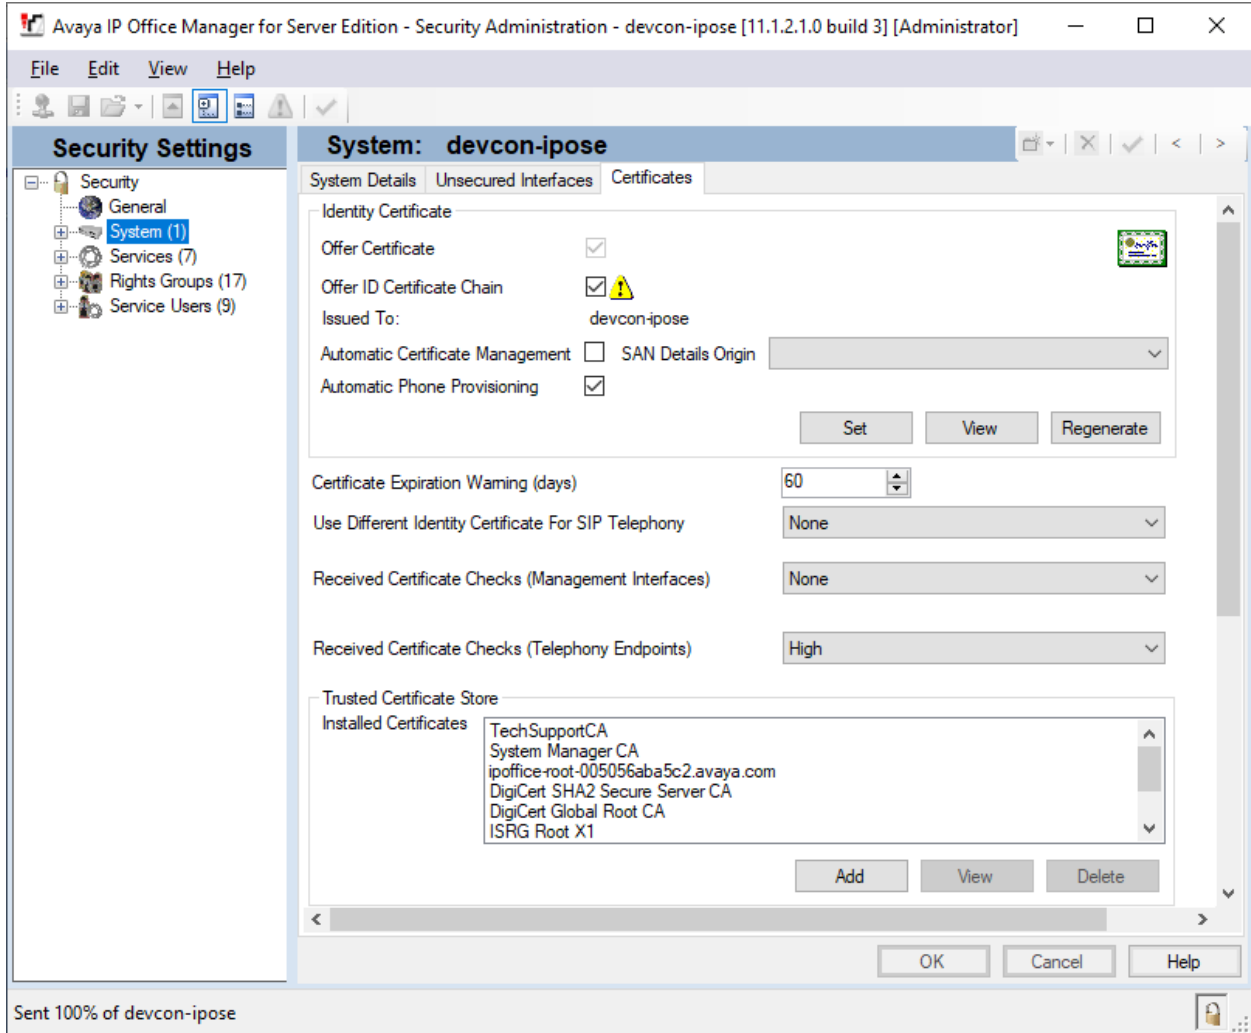 Avaya IP Office Manager for Server Edition - Security Administration - devcon-ipose [11.1.2.1.0 build 3] [Administrator]
File Edit View Help
Security Settings
Security
General
System (1)
Services (7)
Rights Groups (17)
Service Users (9)
System: devcon-ipose
System Details Unsecured Interfaces Certificates
Identity Certificate
Offer Certificate
Offer ID Certificate Chain
Issued To: devcon-ipose
Automatic Certificate Management SAN Details Origin
Automatic Phone Provisioning
Set View Regenerate
Certificate Expiration Warning (days) 60
Use Different Identity Certificate For SIP Telephony None
Received Certificate Checks (Management Interfaces) None
Received Certificate Checks (Telephony Endpoints) High
Trusted Certificate Store
Installed Certificates
TechSupportCA
System Manager CA
ipoffice-root-005056aba5c2.avaya.com
DigiCert SHA2 Secure Server CA
DigiCert Global Root CA
ISRG Root X1
Add View Delete
OK Cancel Help
Sent 100% of devcon-ipose